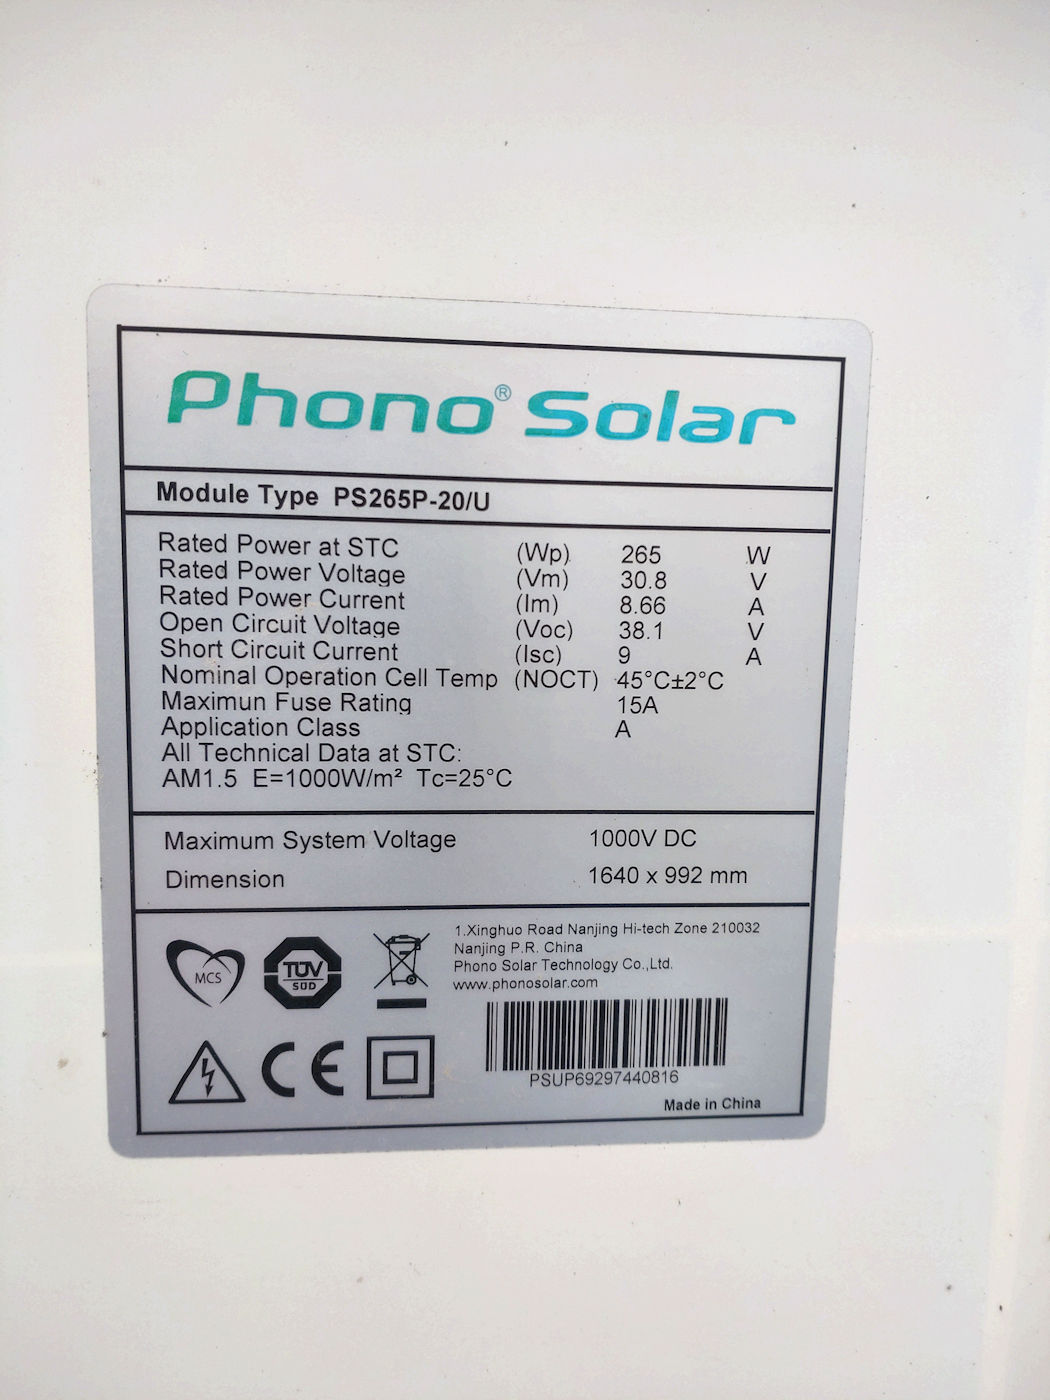 Phono® Solar
Module Type PS265P-20/U
Rated Power at STC (Wp) 265 W
Rated Power Voltage (Vm) 30.8 V
Rated Power Current (Im) 8.66 A
Open Circuit Voltage (Voc) 38.1 V
Short Circuit Current (Isc) 9 A
Nominal Operation Cell Temp (NOCT) 45°C±2°C
Maximun Fuse Rating 15A
Application Class A
All Technical Data at STC:
AM1.5 E=1000W/m² Tc=25°C
Maximum System Voltage 1000V DC
Dimension 1640 x 992 mm
MCS
TÜV
SÜD
1.Xinghuo Road Nanjing Hi-tech Zone 210032
Nanjing P.R. China
Phono Solar Technology Co.,Ltd.
www.phonosolar.com
CE
PSUP69297440816
Made in China